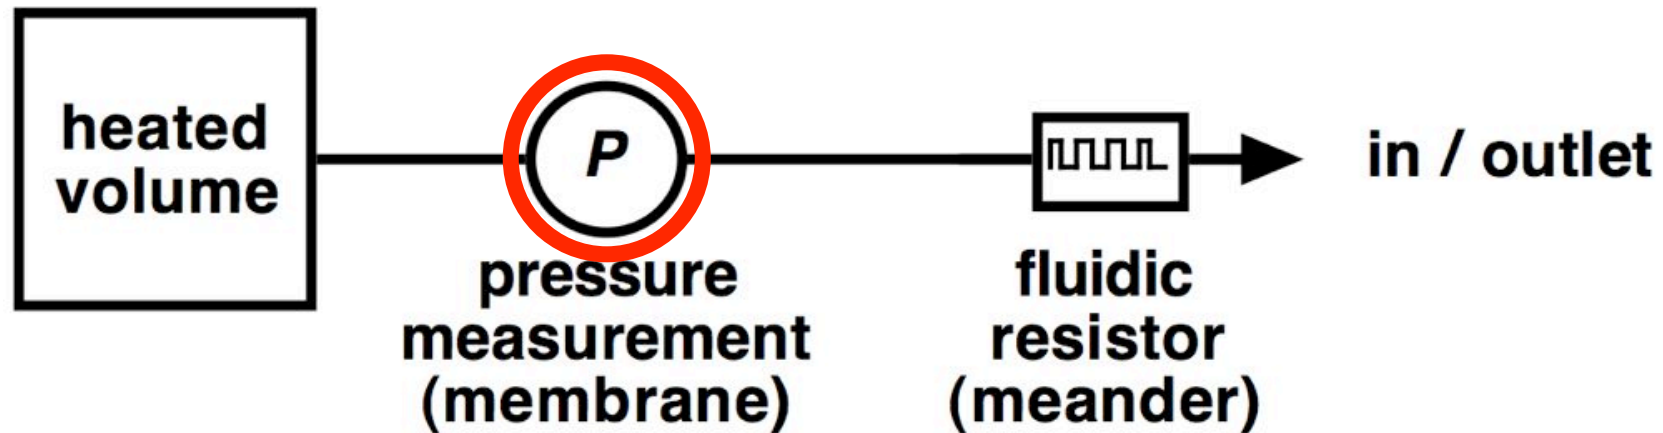 heated
volume
P
in / outlet
pressure
measurement
(membrane)
fluidic
resistor
(meander)